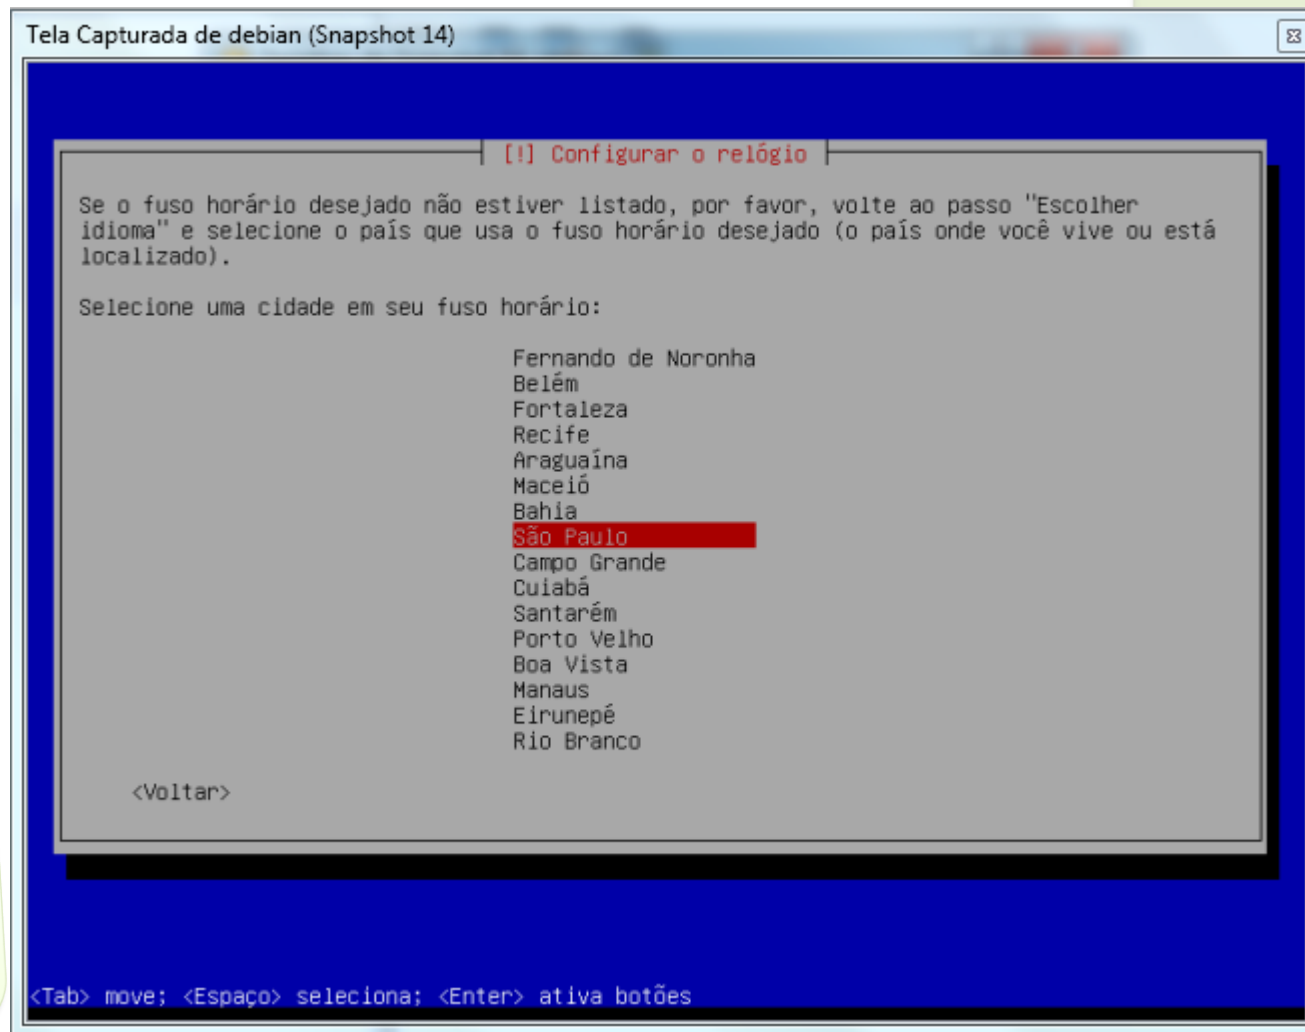 Tela Capturada de debian (Snapshot 14)
[!] Configurar o relógio
Se o fuso horário desejado não estiver listado, por favor, volte ao passo "Escolher
idioma" e selecione o país que usa o fuso horário desejado (o país onde você vive ou está
localizado).
Selecione uma cidade em seu fuso horário:
Fernando de Noronha
Belém
Fortaleza
Recife
Araguaína
Maceió
Bahia
São Paulo
Campo Grande
Cuiabá
Santarém
Porto Velho
Boa Vista
Manaus
Eirunepé
Rio Branco
<Voltar>
<Tab> move; <Espaço> seleciona; <Enter> ativa botões